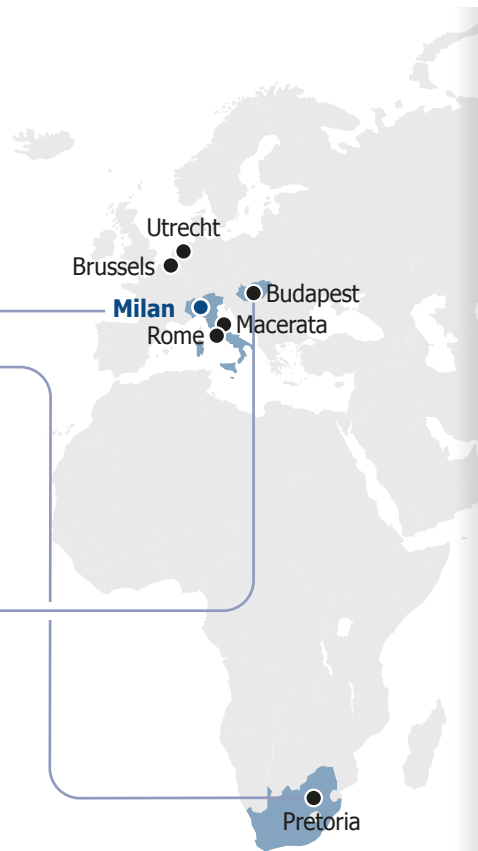 Utrecht
Brussels
Budapest
Milan
Macerata
Rome
Pretoria